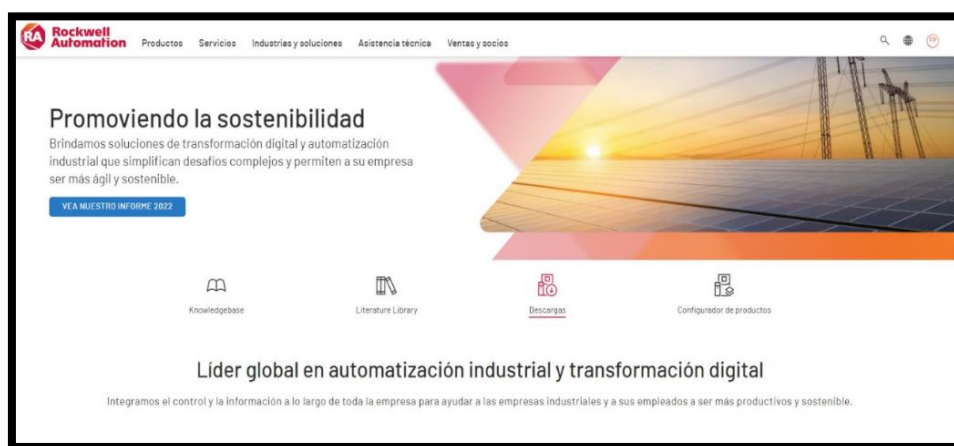 RA
Rockwell
Automation
Productos Servicios Industrias y soluciones Asistencia técnica Ventas y socios
Promoviendo la sostenibilidad
Brindamos soluciones de transformación digital y automatización
industrial que simplifican desafíos complejos y permiten a su empresa
ser más ágil y sostenible.
VEA NUESTRO INFORME 2022
Knowledgebase Literature Library Descargas Configurador de productos
Líder global en automatización industrial y transformación digital
Integramos el control y la información a lo largo de toda la empresa para ayudar a las empresas industriales y a sus empleados a ser más productivos y sostenible.